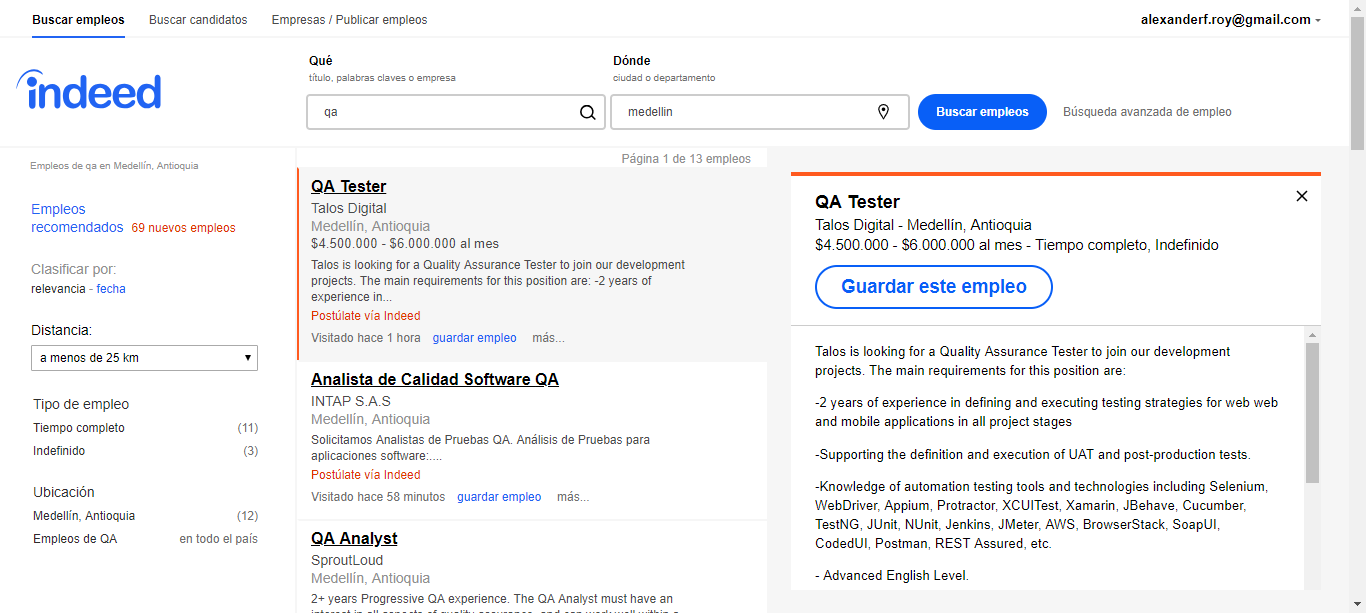 Buscar empleos Buscar candidatos Empresas / Publicar empleos alexanderf.roy@gmail.com
indeed
Qué
título, palabras claves o empresa
qa
Dónde
ciudad o departamento
medellin
Buscar empleos
Búsqueda avanzada de empleo
Empleos de qa en Medellín, Antioquia
Empleos
recomendados 69 nuevos empleos
Clasificar por:
relevancia - fecha
Distancia:
a menos de 25 km
Tipo de empleo
Tiempo completo (11)
Indefinido (3)
Ubicación
Medellín, Antioquia (12)
Empleos de QA en todo el país
Página 1 de 13 empleos
QA Tester
Talos Digital
Medellín, Antioquia
$4.500.000 - $6.000.000 al mes
Talos is looking for a Quality Assurance Tester to join our development
projects. The main requirements for this position are: -2 years of
experience in...
Postúlate vía Indeed
Visitado hace 1 hora guardar empleo más...
Analista de Calidad Software QA
INTAP S.A.S
Medellín, Antioquia
Solicitamos Analistas de Pruebas QA. Análisis de Pruebas para
aplicaciones software:....
Postúlate vía Indeed
Visitado hace 58 minutos guardar empleo más...
QA Analyst
SproutLoud
Medellín, Antioquia
2+ years Progressive QA experience. The QA Analyst must have an
interest in all aspects of quality assurance, and can work well within a
QA Tester
Talos Digital - Medellín, Antioquia
$4.500.000 - $6.000.000 al mes - Tiempo completo, Indefinido
Guardar este empleo
Talos is looking for a Quality Assurance Tester to join our development
projects. The main requirements for this position are:
-2 years of experience in defining and executing testing strategies for web web
and mobile applications in all project stages
-Supporting the definition and execution of UAT and post-production tests.
-Knowledge of automation testing tools and technologies including Selenium,
WebDriver, Appium, Protractor, XCUITest, Xamarin, JBehave, Cucumber,
TestNG, JUnit, NUnit, Jenkins, JMeter, AWS, BrowserStack, SoapUI,
CodedUI, Postman, REST Assured, etc.
- Advanced English Level.